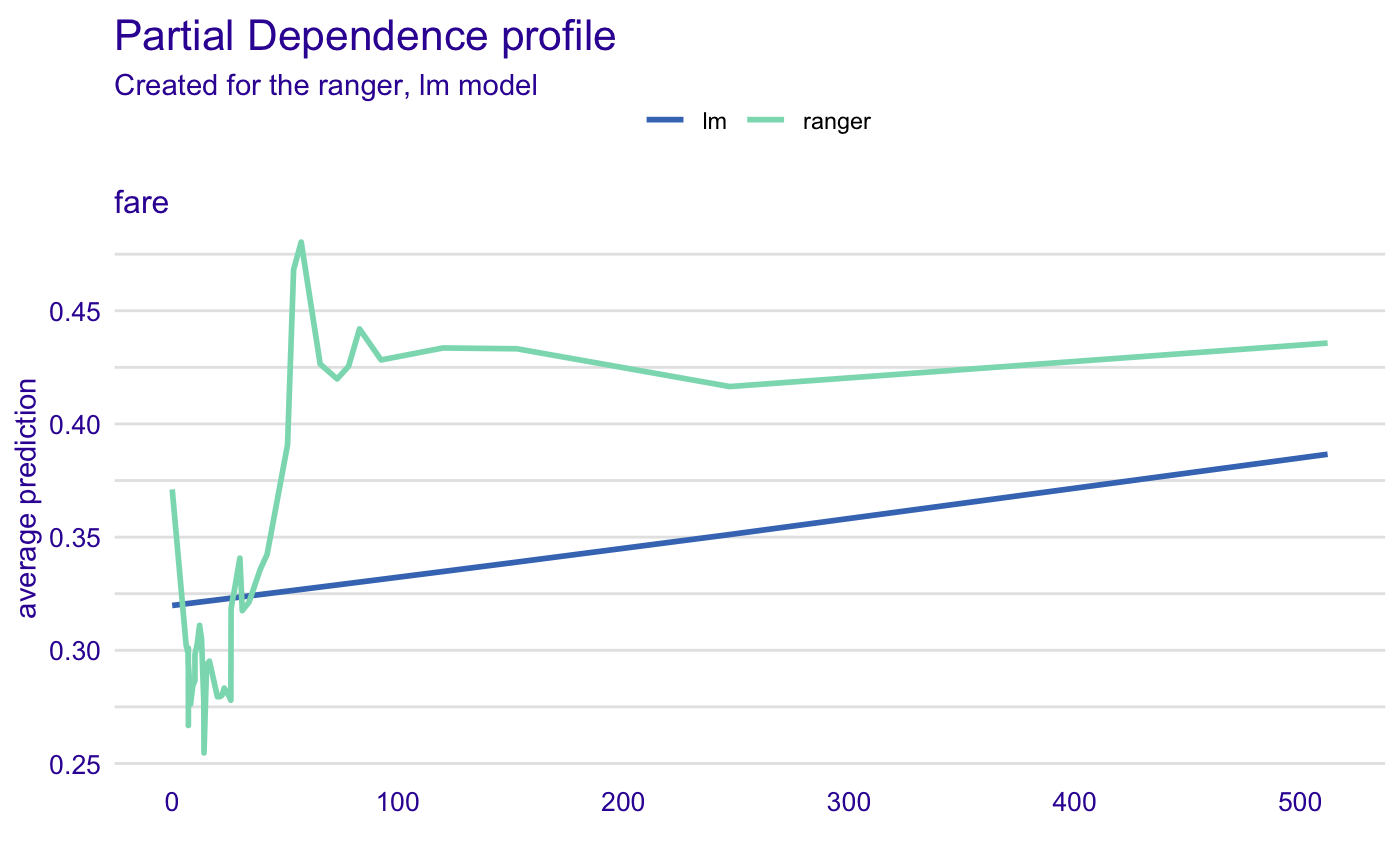 Partial Dependence profile
Created for the ranger, lm model
lm ranger
fare
average prediction
0.45
0.40
0.35
0.30
0.25
0 100 200 300 400 500